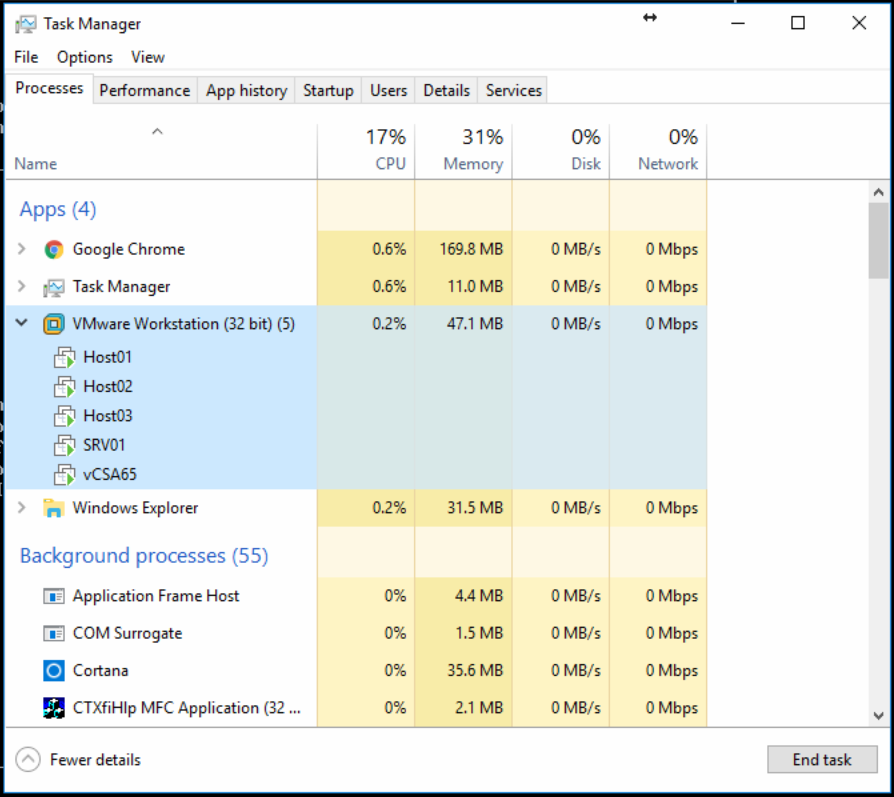 Task Manager
File Options View
Processes Performance App history Startup Users Details Services
17% 31% 0% 0%
Name CPU Memory Disk Network
Apps (4)
Google Chrome 0.6% 169.8 MB 0 MB/s 0 Mbps
Task Manager 0.6% 11.0 MB 0 MB/s 0 Mbps
VMware Workstation (32 bit) (5) 0.2% 47.1 MB 0 MB/s 0 Mbps
Host01
Host02
Host03
SRV01
vCSA65
Windows Explorer 0.2% 31.5 MB 0 MB/s 0 Mbps
Background processes (55)
Application Frame Host 0% 4.4 MB 0 MB/s 0 Mbps
COM Surrogate 0% 1.5 MB 0 MB/s 0 Mbps
Cortana 0% 35.6 MB 0 MB/s 0 Mbps
CTXfiHlp MFC Application (32 ... 0% 2.1 MB 0 MB/s 0 Mbps
Fewer details End task